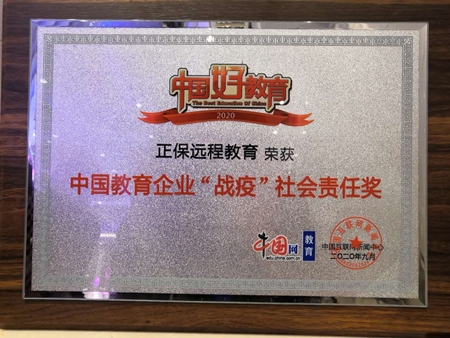 中国好教育
The Best Education Of China
2020
正保远程教育 荣获
中国教育企业“战疫”社会责任奖
中国网 教育
edu.china.com.cn
中国互联网新闻中心
二〇二〇年九月